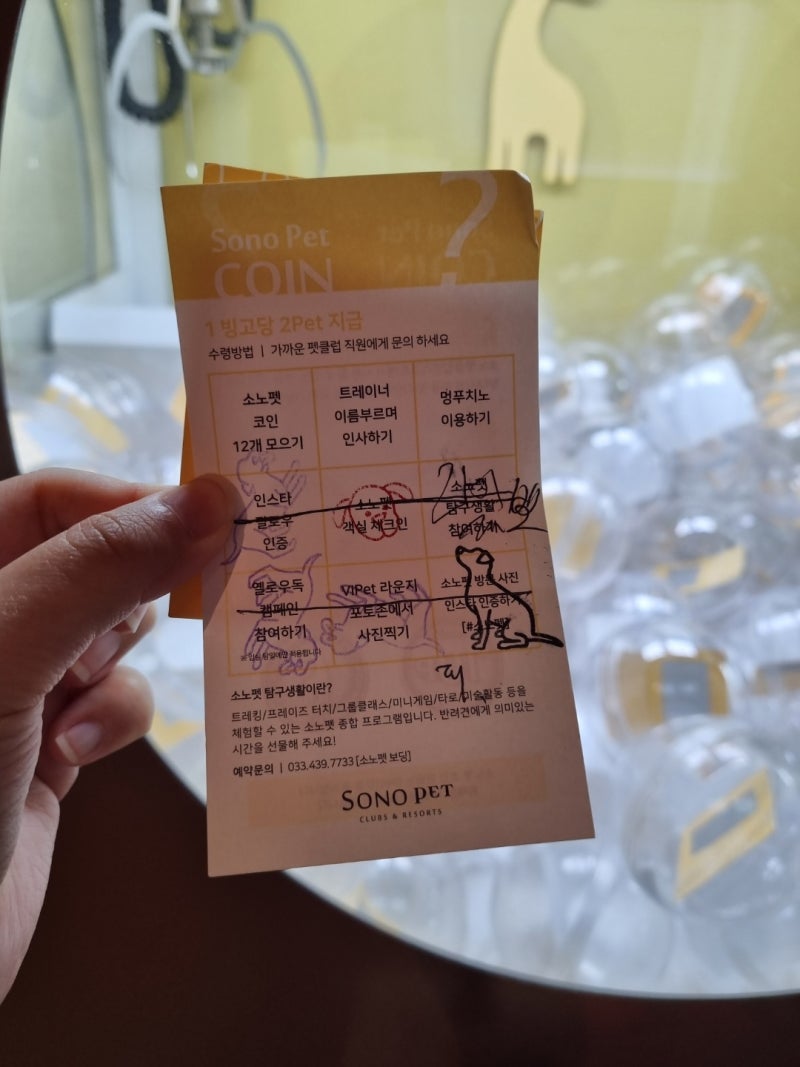 Sono Pet
COIN
?
1 빙고당 2Pet 지급
수령방법 | 가까운 펫클럽 직원에게 문의 하세요
소노펫
코인
12개 모으기
트레이너
이름부르며
인사하기
멍푸치노
이용하기
인스타
팔로우
인증
소노펫
객실 체크인
소노펫
탐구생활
참여하기
옐로우독
캠페인
참여하기
VIPet 라운지
포토존에서
사진찍기
소노펫 방문 사진
인스타 인증하기
[#소노펫]
소노펫 탐구생활이란?
트레킹/프레이즈 터치/그룹클래스/미니게임/타로/미술활동 등을
체험할 수 있는 소노펫 종합 프로그램입니다. 반려견에게 의미있는
시간을 선물해 주세요!
예약문의 | 033.439.7733 [소노펫 보딩]
SONO PET
CLUBS & RESORTS